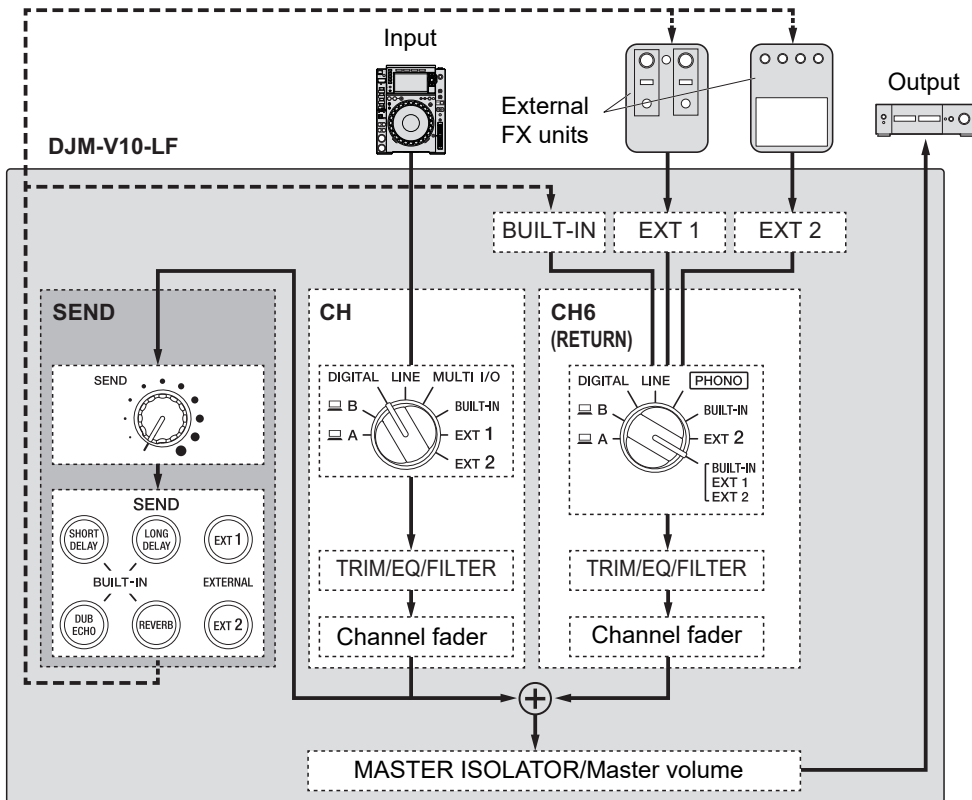 Input
External
FX units
Output
DJM-V10-LF
BUILT-IN
EXT 1
EXT 2
SEND
SEND
SEND
SHORT
DELAY
LONG
DELAY
EXT 1
BUILT-IN
EXTERNAL
DUB
ECHO
REVERB
EXT 2
CH
DIGITAL LINE MULTI I/O
B
BUILT-IN
A
EXT 1
EXT 2
TRIM/EQ/FILTER
Channel fader
CH6
(RETURN)
DIGITAL LINE PHONO
B
BUILT-IN
A
EXT 2
BUILT-IN
EXT 1
EXT 2
TRIM/EQ/FILTER
Channel fader
MASTER ISOLATOR/Master volume